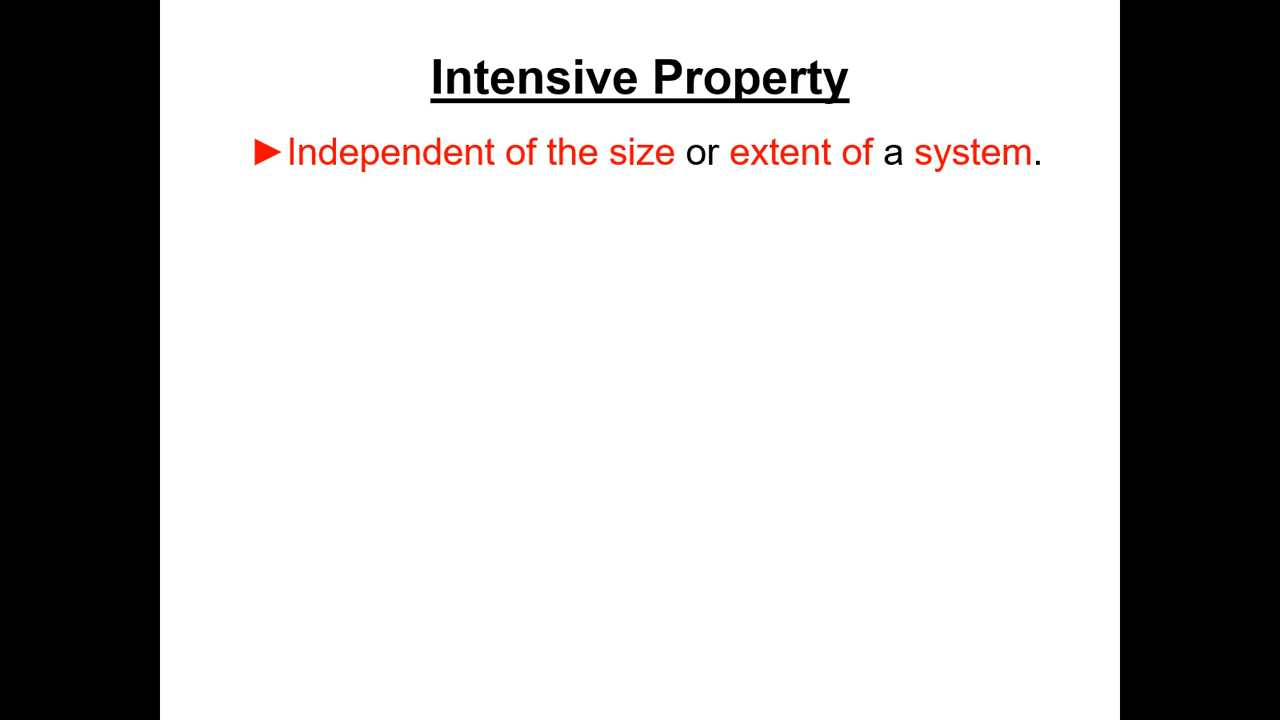 Intensive Property
►Independent of the size or extent of a system.